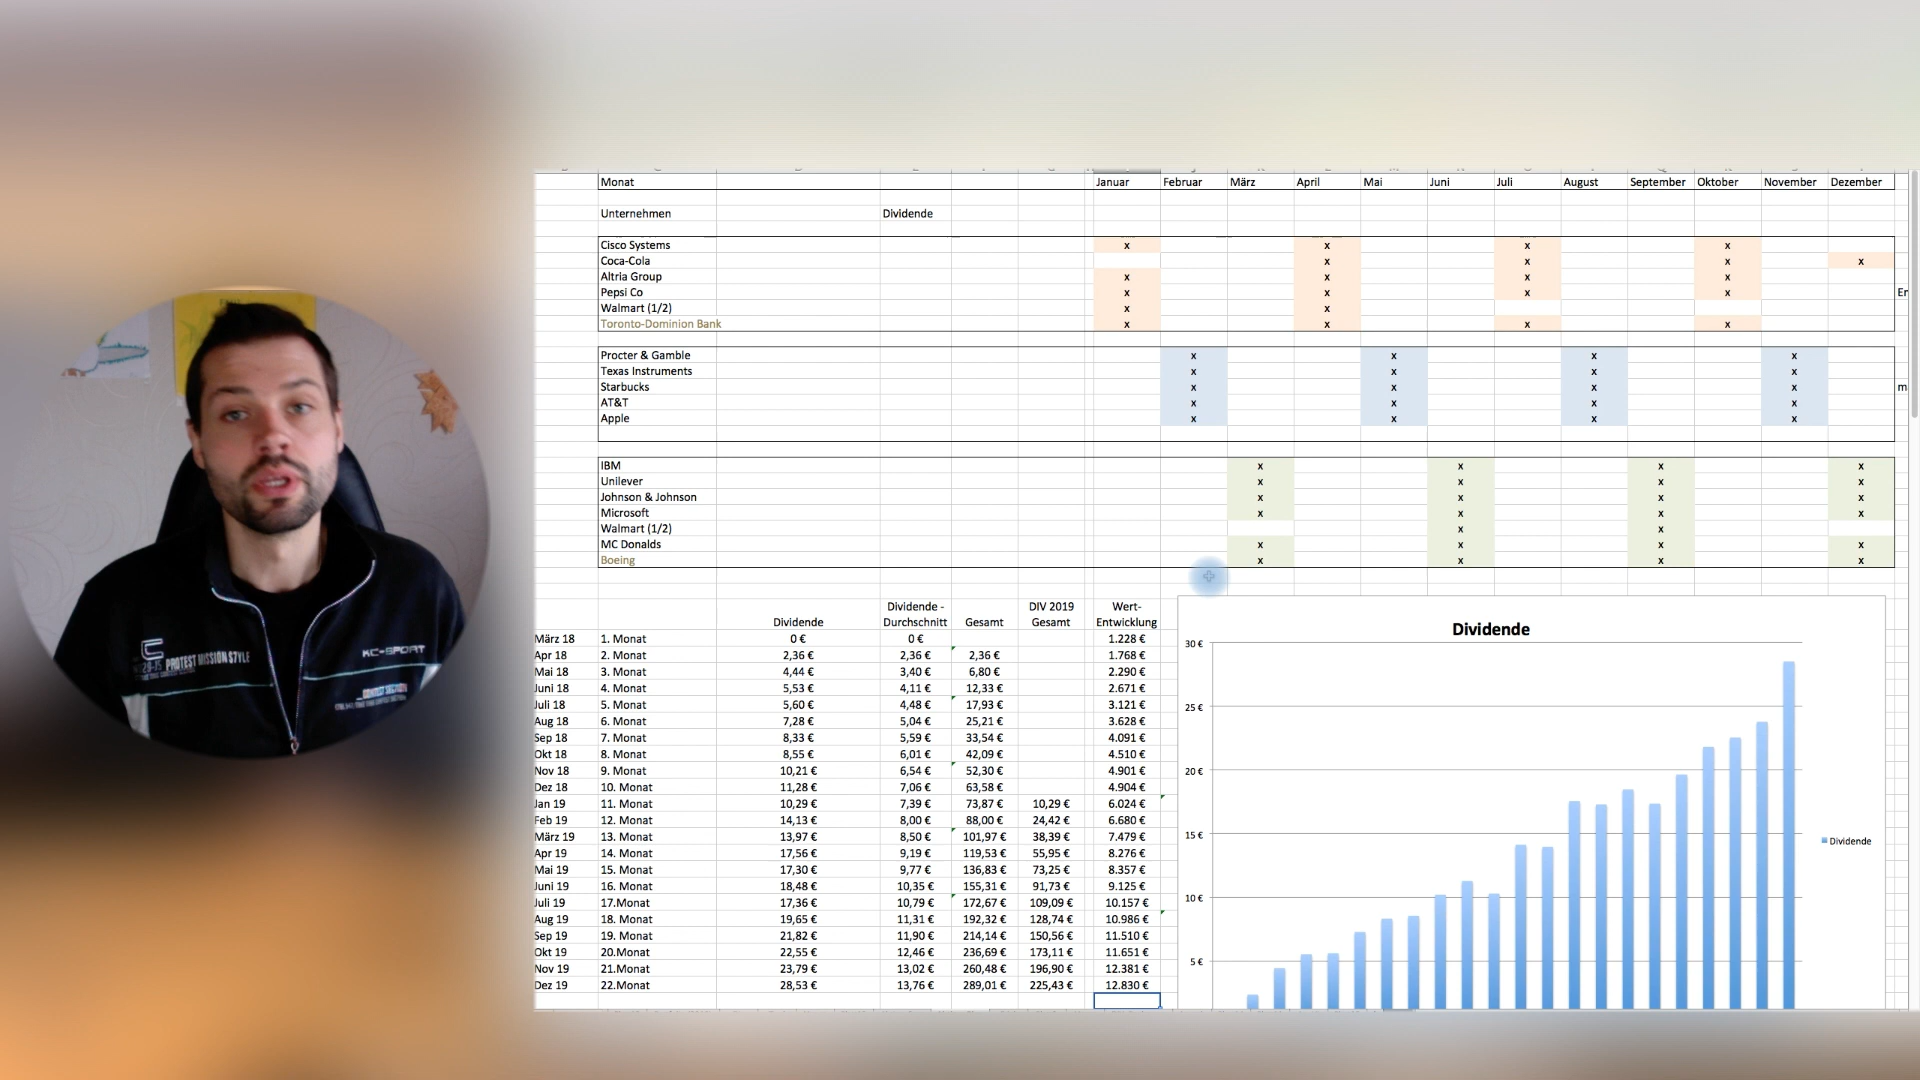 Monat Januar Februar März April Mai Juni Juli August September Oktober November Dezember
Unternehmen Dividende
Cisco Systems x x x x
Coca-Cola x x x x
Altria Group x x x x
Pepsi Co x x x x
Walmart (1/2) x x
Toronto-Dominion Bank x x x x
Procter & Gamble x x x x
Texas Instruments x x x x
Starbucks x x x x
AT&T x x x x
Apple x x x x
IBM x x x x
Unilever x x x x
Johnson & Johnson x x x x
Microsoft x x x x
Walmart (1/2) x x
MC Donalds x x x x
Boeing x x x x
Dividende Dividende - Durchschnitt Gesamt DIV 2019 Gesamt Wert- Entwicklung
März 18 1. Monat 0 € 0 € 1.228 €
Apr 18 2. Monat 2,36 € 2,36 € 2,36 € 1.768 €
Mai 18 3. Monat 4,44 € 3,40 € 6,80 € 2.290 €
Juni 18 4. Monat 5,53 € 4,11 € 12,33 € 2.671 €
Juli 18 5. Monat 5,60 € 4,48 € 17,93 € 3.121 €
Aug 18 6. Monat 7,28 € 5,04 € 25,21 € 3.628 €
Sep 18 7. Monat 8,33 € 5,59 € 33,54 € 4.091 €
Okt 18 8. Monat 8,55 € 6,01 € 42,09 € 4.510 €
Nov 18 9. Monat 10,21 € 6,54 € 52,30 € 4.901 €
Dez 18 10. Monat 11,28 € 7,06 € 63,58 € 4.904 €
Jan 19 11. Monat 10,29 € 7,39 € 73,87 € 10,29 € 6.024 €
Feb 19 12. Monat 14,13 € 8,00 € 88,00 € 24,42 € 6.680 €
März 19 13. Monat 13,97 € 8,50 € 101,97 € 38,39 € 7.479 €
Apr 19 14. Monat 17,56 € 9,19 € 119,53 € 55,95 € 8.276 €
Mai 19 15. Monat 17,30 € 9,77 € 136,83 € 73,25 € 8.357 €
Juni 19 16. Monat 18,48 € 10,35 € 155,31 € 91,73 € 9.125 €
Juli 19 17.Monat 17,36 € 10,79 € 172,67 € 109,09 € 10.157 €
Aug 19 18. Monat 19,65 € 11,31 € 192,32 € 128,74 € 10.986 €
Sep 19 19. Monat 21,82 € 11,90 € 214,14 € 150,56 € 11.510 €
Okt 19 20.Monat 22,55 € 12,46 € 236,69 € 173,11 € 11.651 €
Nov 19 21.Monat 23,79 € 13,02 € 260,48 € 196,90 € 12.381 €
Dez 19 22.Monat 28,53 € 13,76 € 289,01 € 225,43 € 12.830 €
Dividende
30 €
25 €
20 €
15 €
10 €
5 €
Dividende
PROTEST MISSION S7YLE
KC-SPORT